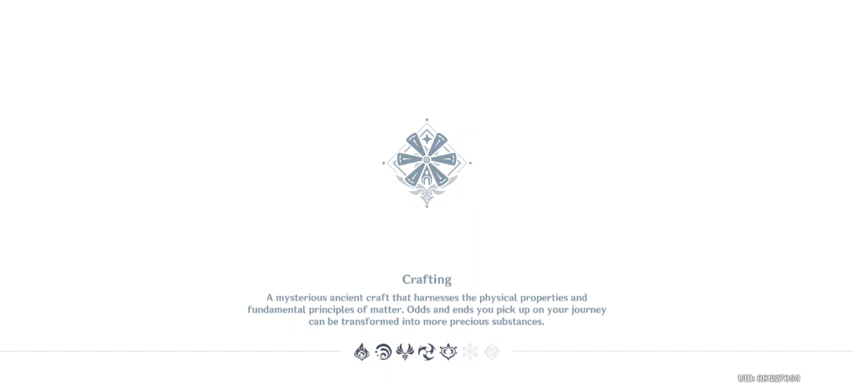 Crafting
A mysterious ancient craft that harnesses the physical properties and
fundamental principles of matter. Odds and ends you pick up on your journey
can be transformed into more precious substances.